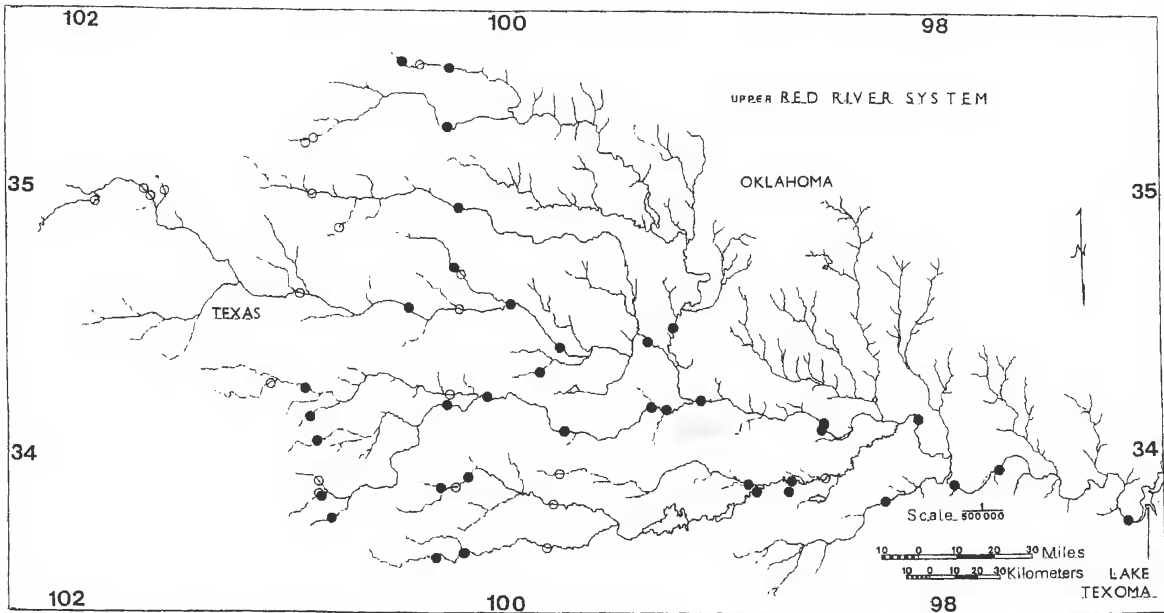 102 100 98
UPPER RED RIVER SYSTEM
35 OKLAHOMA 35
N
TEXAS
34 34
Scale 1/500000
10 0 10 20 30 Miles
10 0 10 20 30 Kilometers
LAKE
TEXOMA
102 100 98